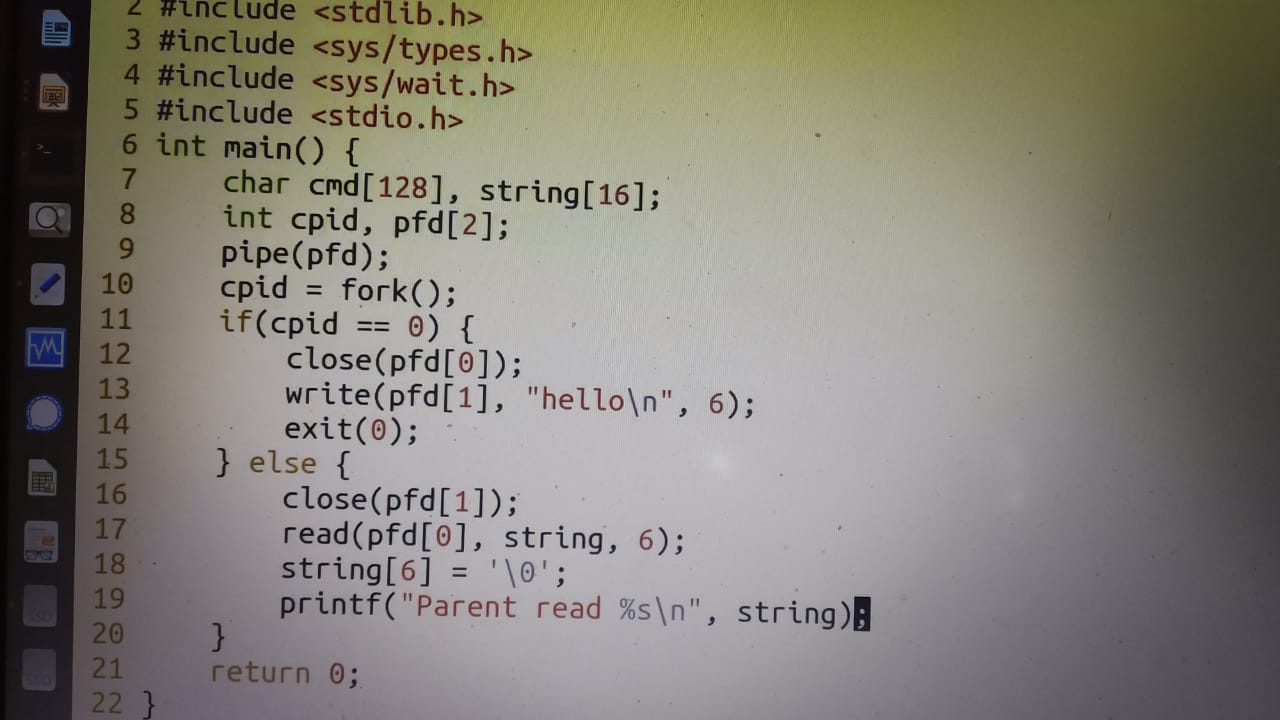 2 #include <stdlib.h>
3 #include <sys/types.h>
4 #include <sys/wait.h>
5 #include <stdio.h>
6 int main() {
7     char cmd[128], string[16];
8     int cpid, pfd[2];
9     pipe(pfd);
10     cpid = fork();
11     if(cpid == 0) {
12         close(pfd[0]);
13         write(pfd[1], "hello\n", 6);
14         exit(0);
15     } else {
16         close(pfd[1]);
17         read(pfd[0], string, 6);
18         string[6] = '\0';
19         printf("Parent read %s\n", string);
20     }
21     return 0;
22 }